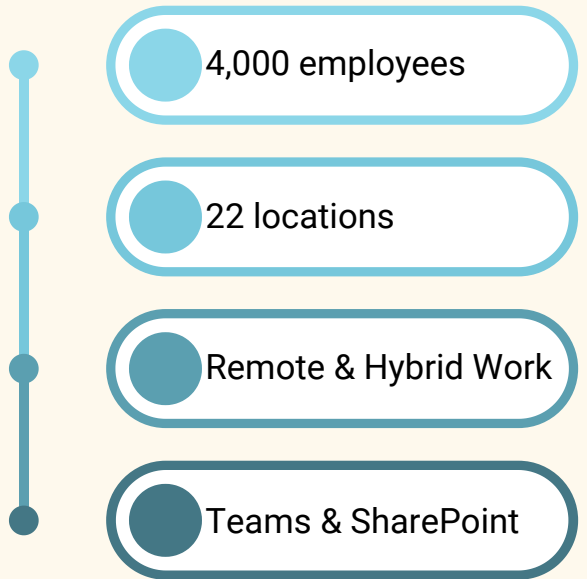 4,000 employees
22 locations
Remote & Hybrid Work
Teams & SharePoint